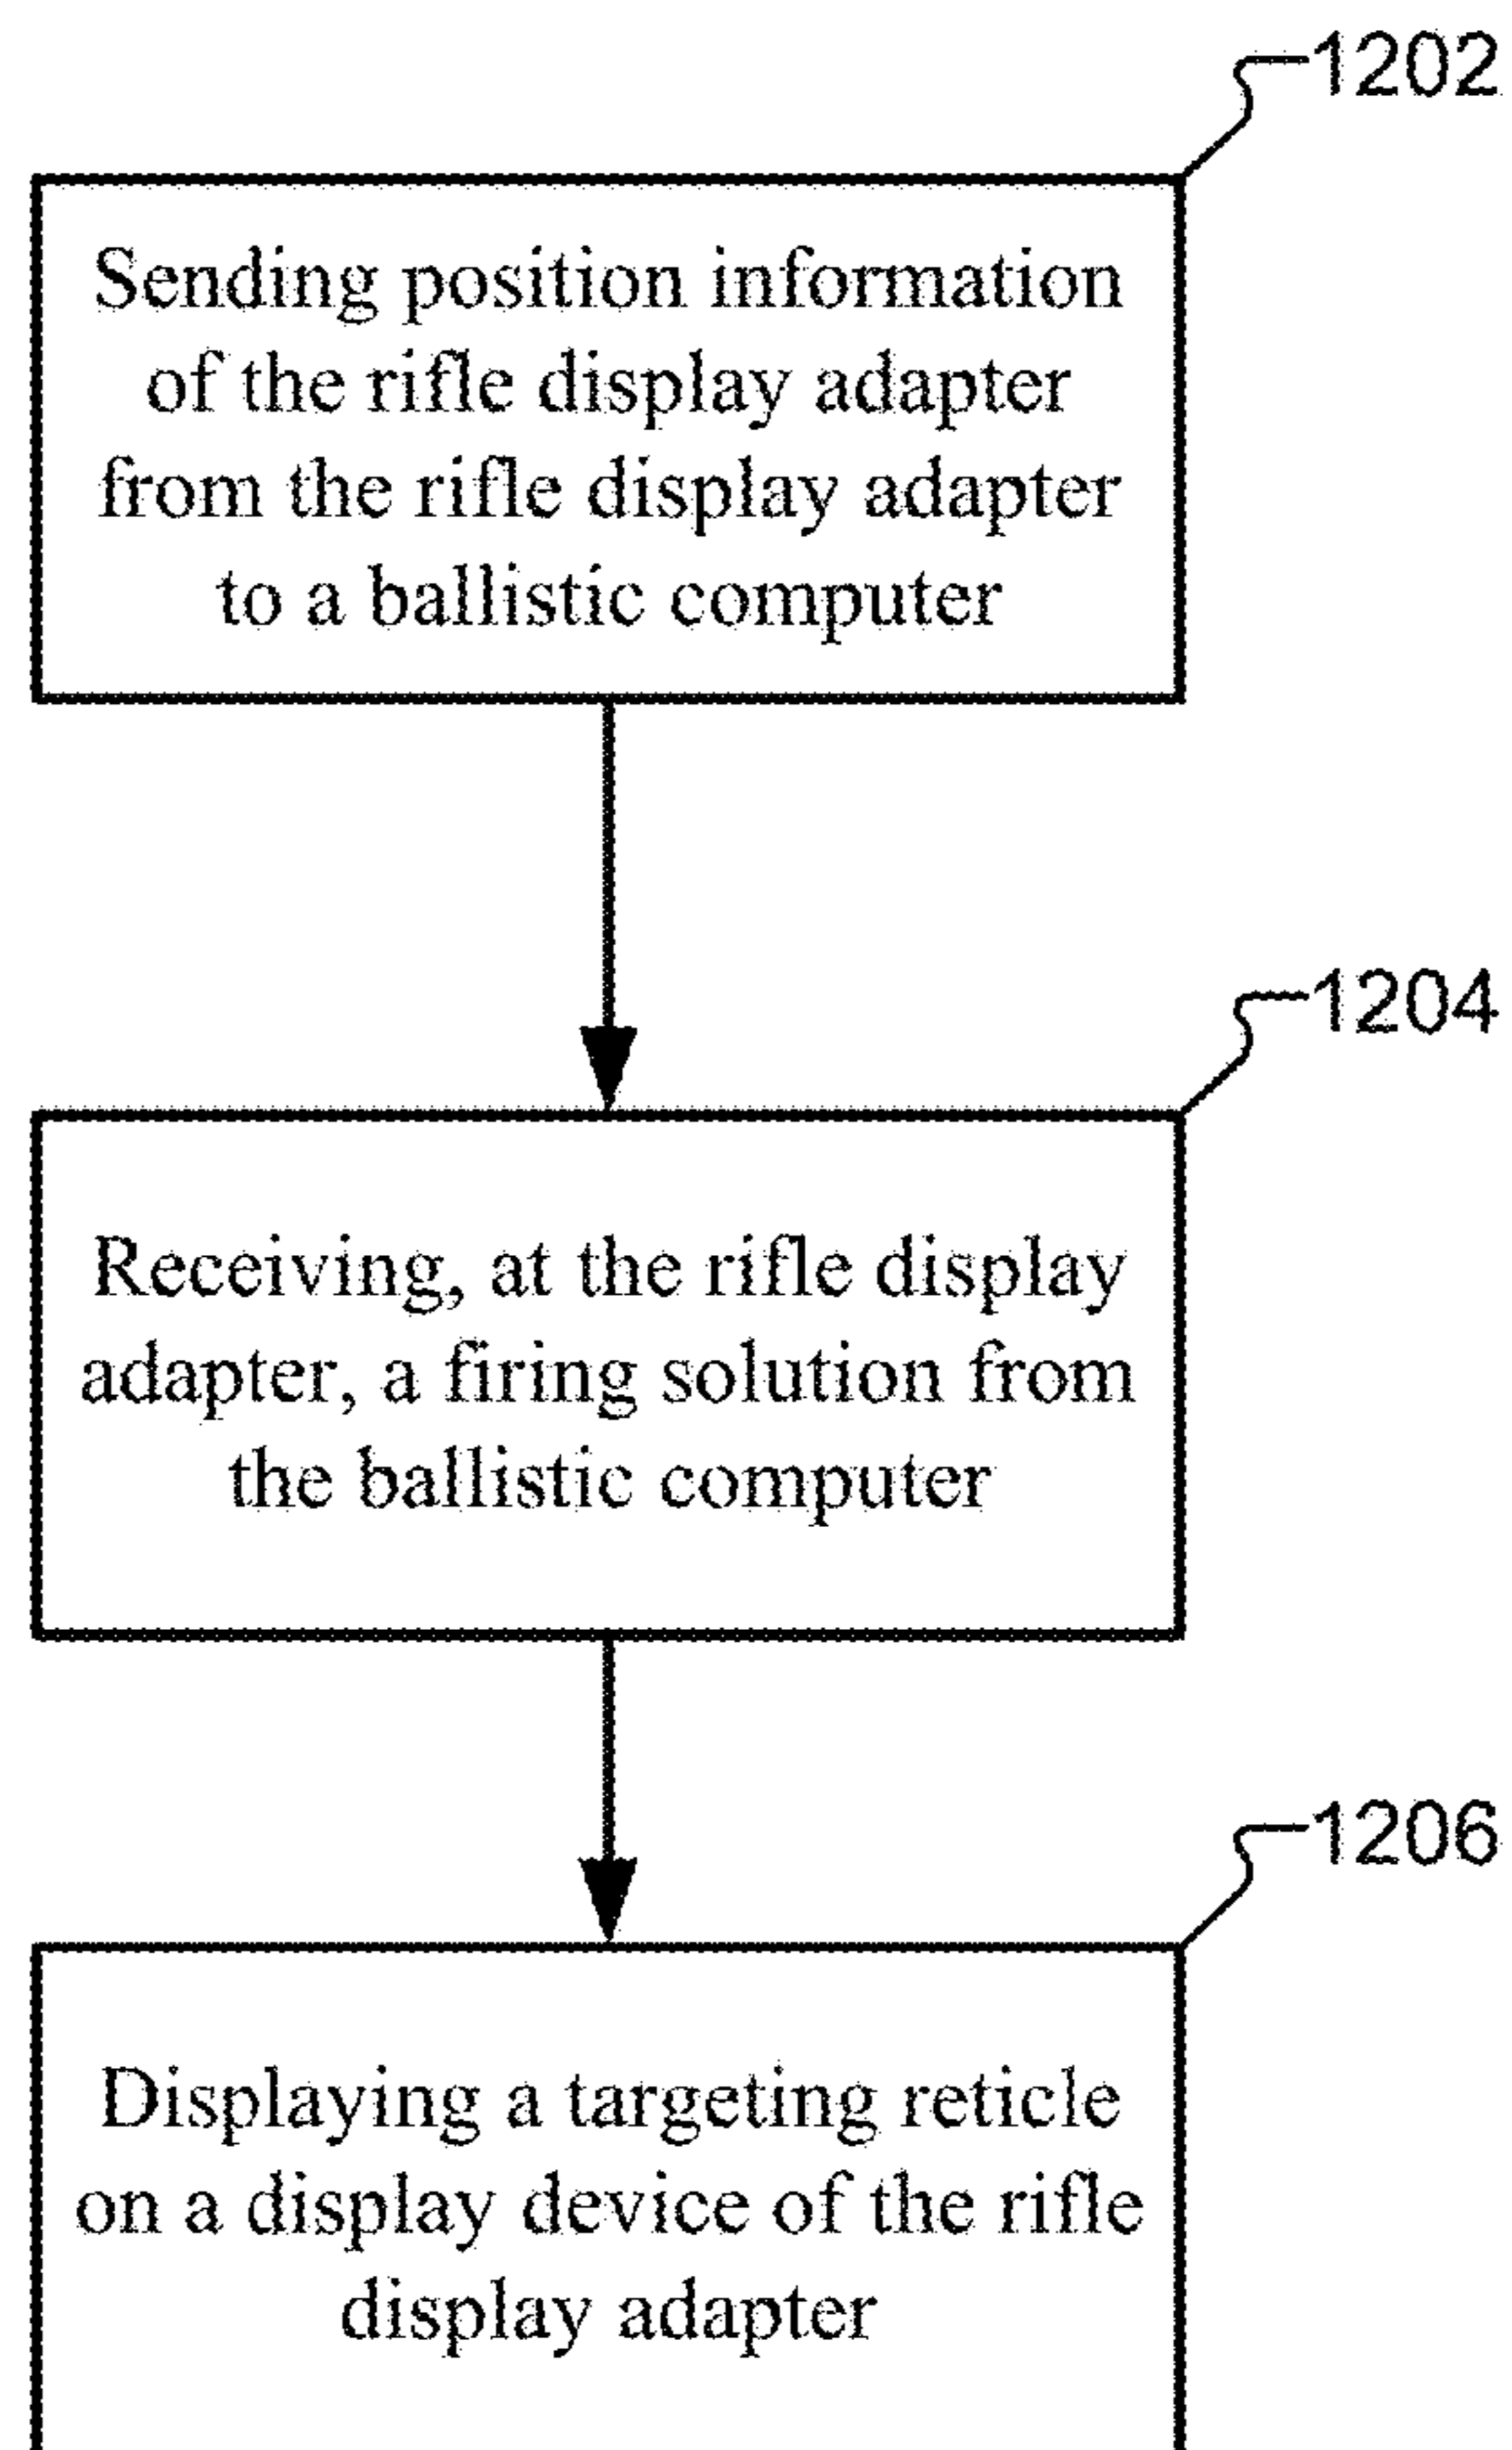 1202
Sending position information
of the rifle display adapter
from the rifle display adapter
to a ballistic computer
1204
Receiving, at the rifle display
adapter, a firing solution from
the ballistic computer
1206
Displaying a targeting reticle
on a display device of the rifle
display adapter